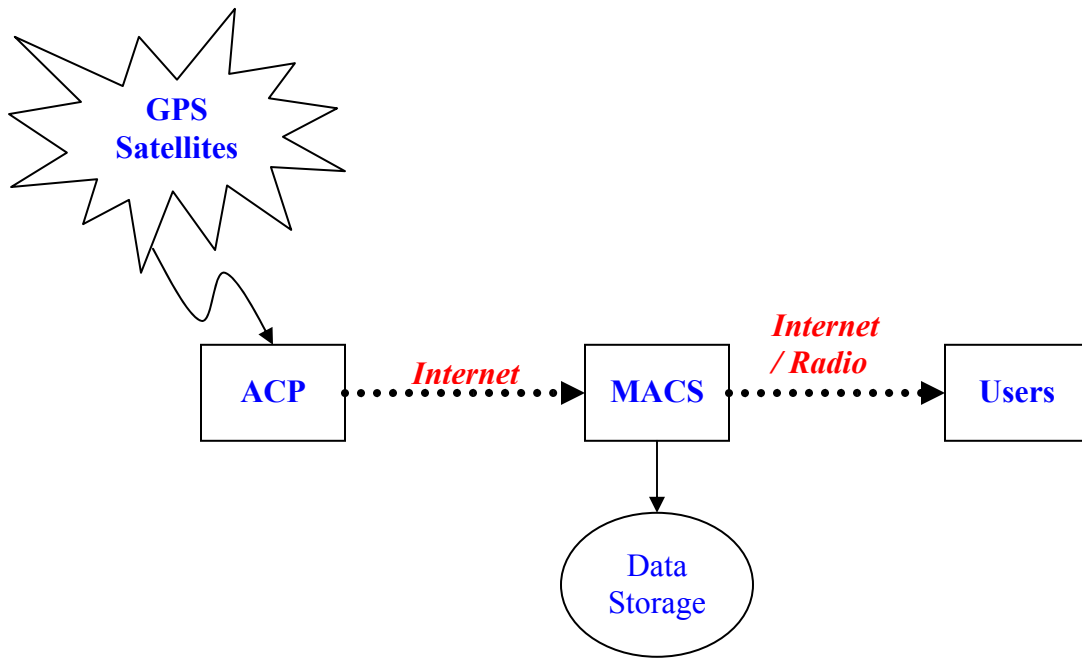 GPS
Satellites
Internet
/ Radio
ACP
Internet
MACS
Users
Data
Storage